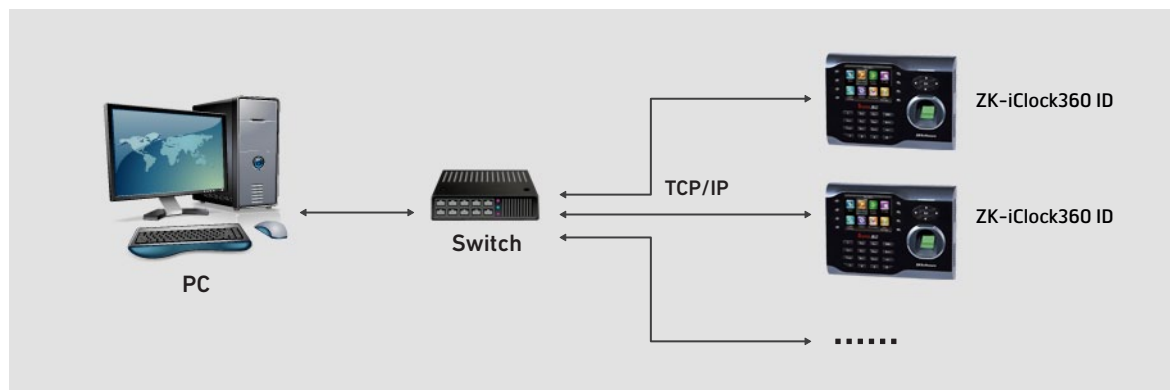 ZK-iClock360 ID
TCP/IP
ZK-iClock360 ID
Switch
PC
......